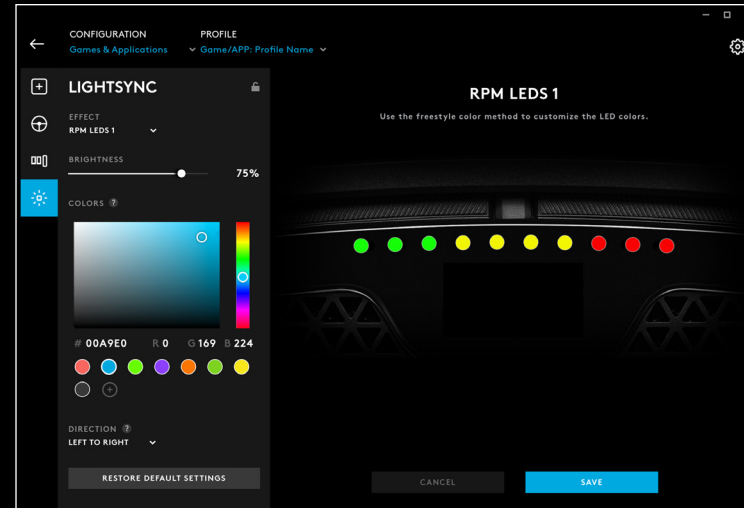 CONFIGURATION PROFILE
Games & Applications Game/APP: Profile Name
LIGHTSYNC
EFFECT
RPM LEDS 1
BRIGHTNESS
75%
COLORS ?
# 00A9E0 R 0 G 169 B 224
DIRECTION ?
LEFT TO RIGHT
RESTORE DEFAULT SETTINGS
RPM LEDS 1
Use the freestyle color method to customize the LED colors.
CANCEL SAVE